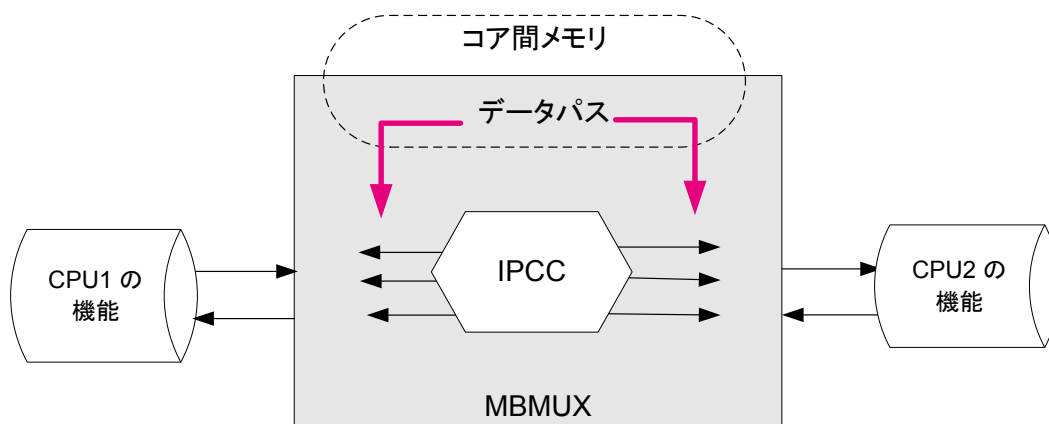 コア間メモリ
データパス
CPU1 の
機能
IPCC
CPU2 の
機能
MBMUX